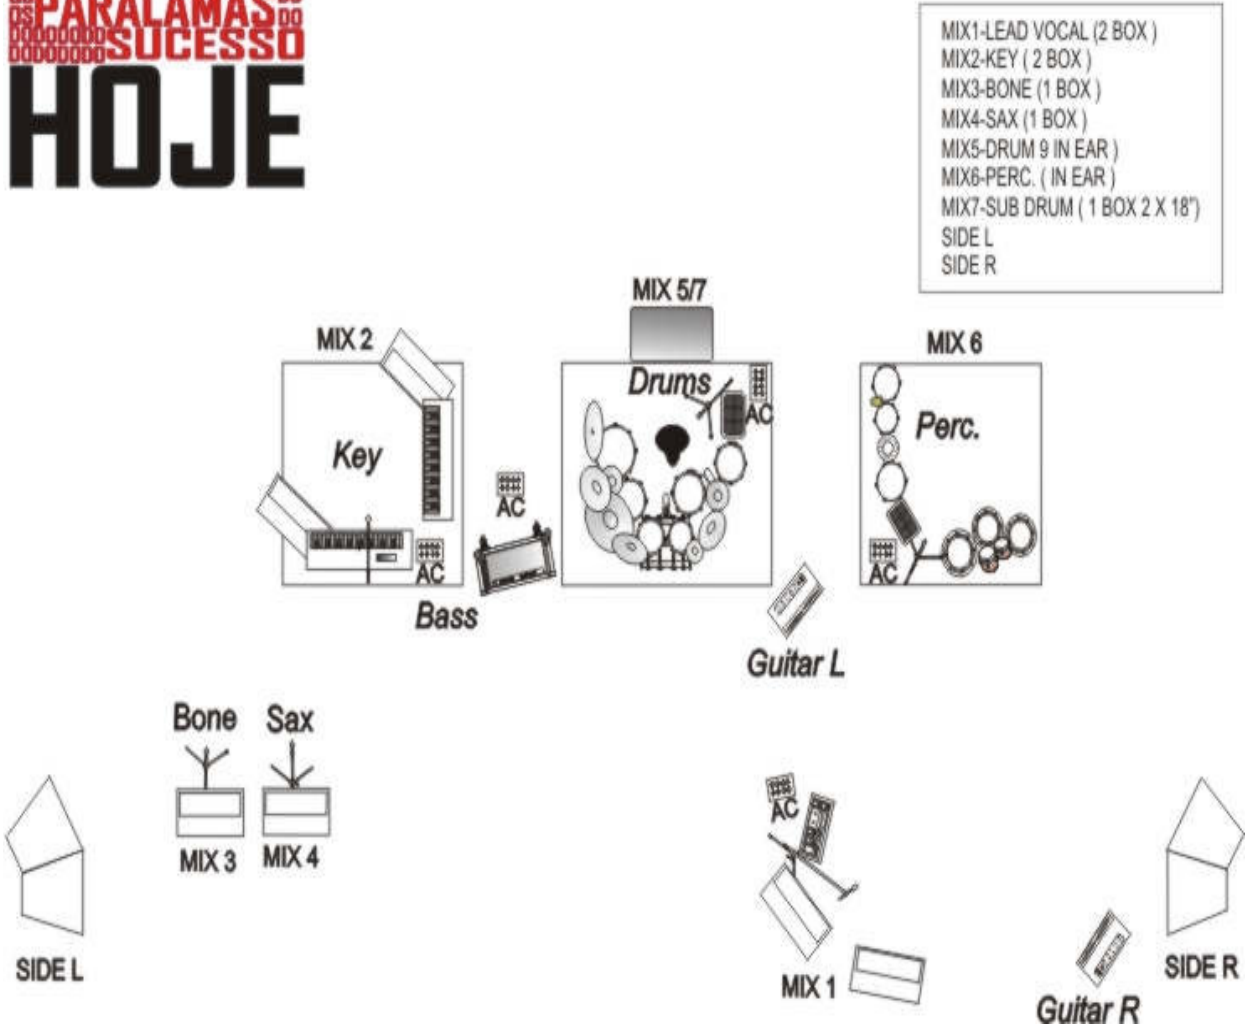 OS PARALAMAS DO
SUCESSO
HOJE
MIX1-LEAD VOCAL (2 BOX )
MIX2-KEY ( 2 BOX )
MIX3-BONE (1 BOX )
MIX4-SAX (1 BOX )
MIX5-DRUM 9 IN EAR )
MIX6-PERC. ( IN EAR )
MIX7-SUB DRUM ( 1 BOX 2 X 18")
SIDE L
SIDE R
MIX 5/7
MIX 2
MIX 6
Drums
AC
Perc.
Key
AC
AC
AC
Bass
Guitar L
Bone
Sax
AC
MIX 3
MIX 4
SIDE L
MIX 1
SIDE R
Guitar R